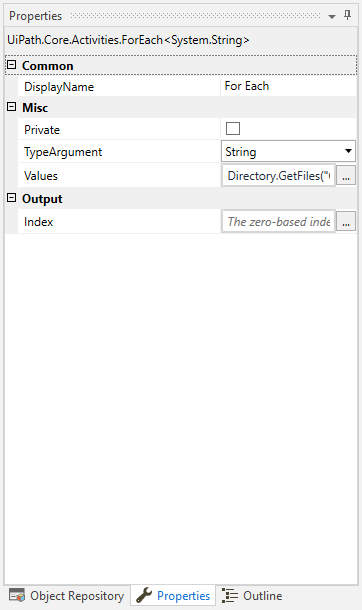 Properties
UiPath.Core.Activities.ForEach<System.String>
Common
DisplayName For Each
Misc
Private
TypeArgument String
Values Directory.GetFiles("
Output
Index The zero-based inde
...
Object Repository Properties Outline